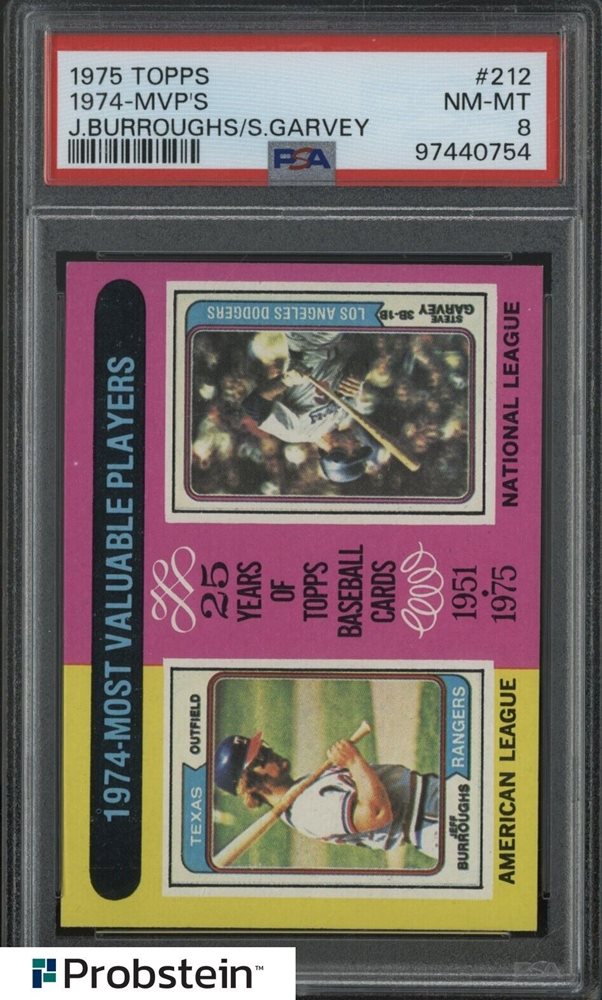 1975 TOPPS #212
1974-MVP'S NM-MT
J.BURROUGHS/S.GARVEY 8
PSA 97440754
1974-MOST VALUABLE PLAYERS
TEXAS
OUTFIELD
JEFF
BURROUGHS
RANGERS
AMERICAN LEAGUE
25
YEARS
OF
TOPPS
BASEBALL
CARDS
1951
•
1975
LOS ANGELES DODGERS
STEVE
GARVEY 3B-1B
NATIONAL LEAGUE
Probstein™